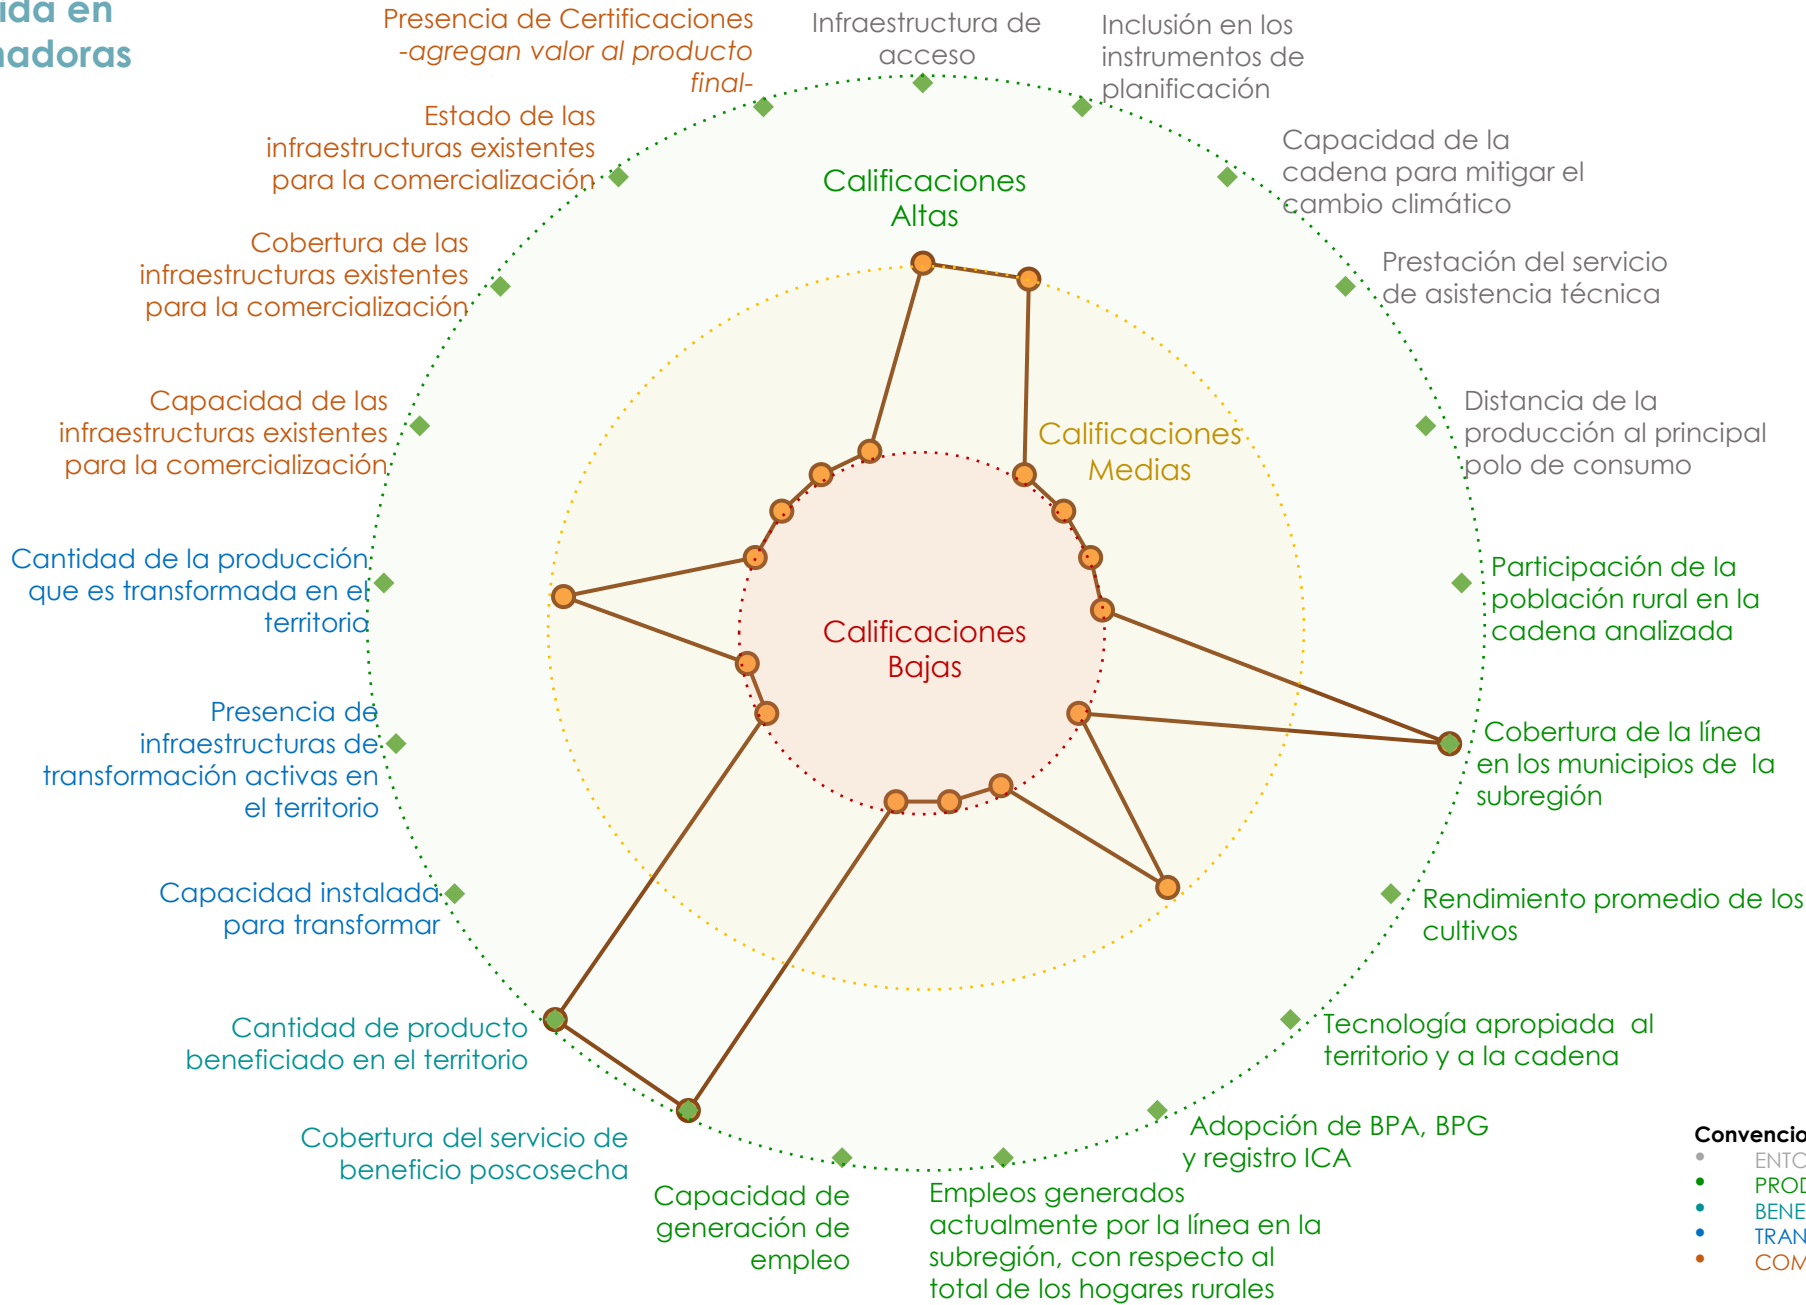 Presencia de Certificaciones
-agregan valor al producto
final-
Infraestructura de
acceso
Inclusión en los
instrumentos de
planificación
Estado de las
infraestructuras existentes
para la comercialización
Calificaciones
Altas
Capacidad de la
cadena para mitigar el
cambio climático
Cobertura de las
infraestructuras existentes
para la comercialización
Prestación del servicio
de asistencia técnica
Capacidad de las
infraestructuras existentes
para la comercialización
Calificaciones
Medias
Distancia de la
producción al principal
polo de consumo
Cantidad de la producción
que es transformada en el
territorio
Calificaciones
Bajas
Participación de la
población rural en la
cadena analizada
Presencia de
infraestructuras de
transformación activas en
el territorio
Cobertura de la línea
en los municipios de  la
subregión
Capacidad instalada
para transformar
Rendimiento promedio de los
cultivos
Cantidad de producto
beneficiado en el territorio
Tecnología apropiada  al
territorio y a la cadena
Cobertura del servicio de
beneficio poscosecha
Adopción de BPA, BPG
y registro ICA
Capacidad de
generación de
empleo
Empleos generados
actualmente por la línea en la
subregión, con respecto al
total de los hogares rurales